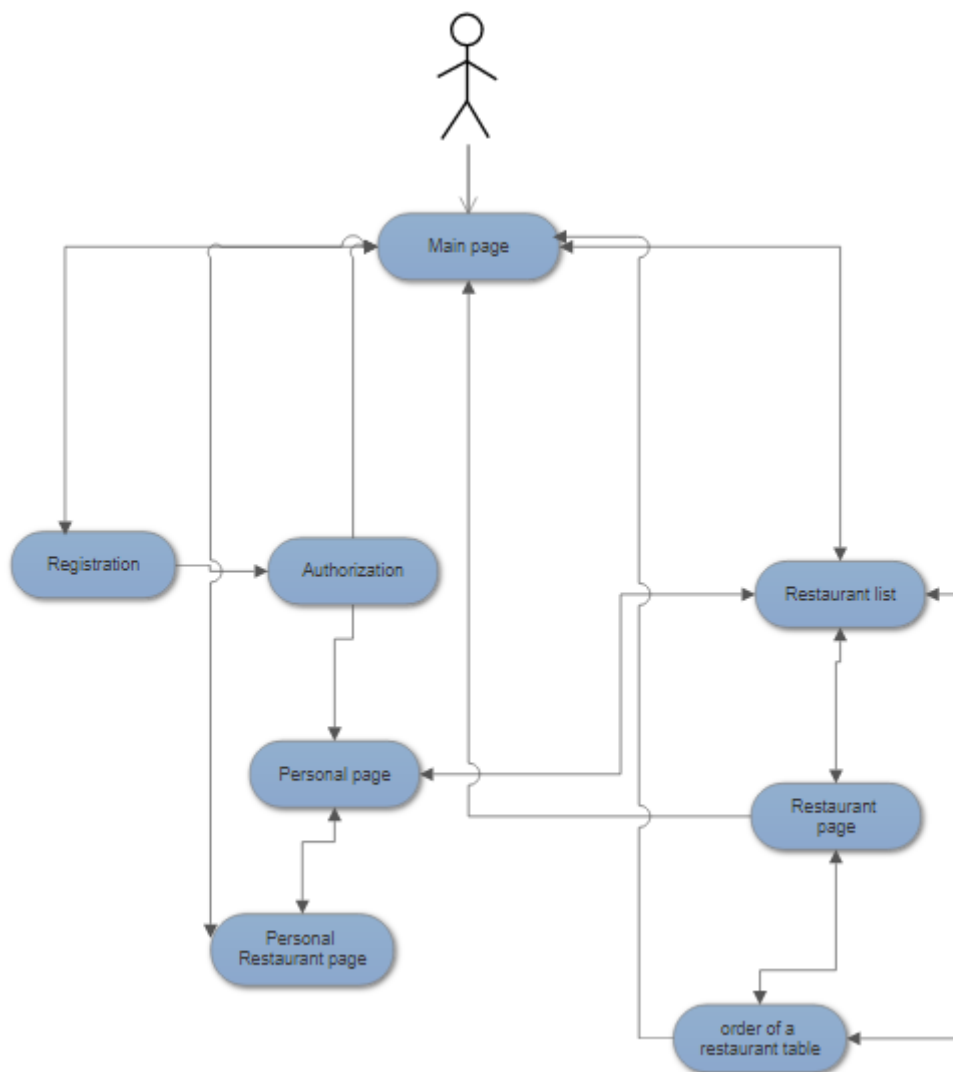 Main page
Registration
Authorization
Restaurant list
Personal page
Restaurant
page
Personal
Restaurant page
order of a
restaurant table